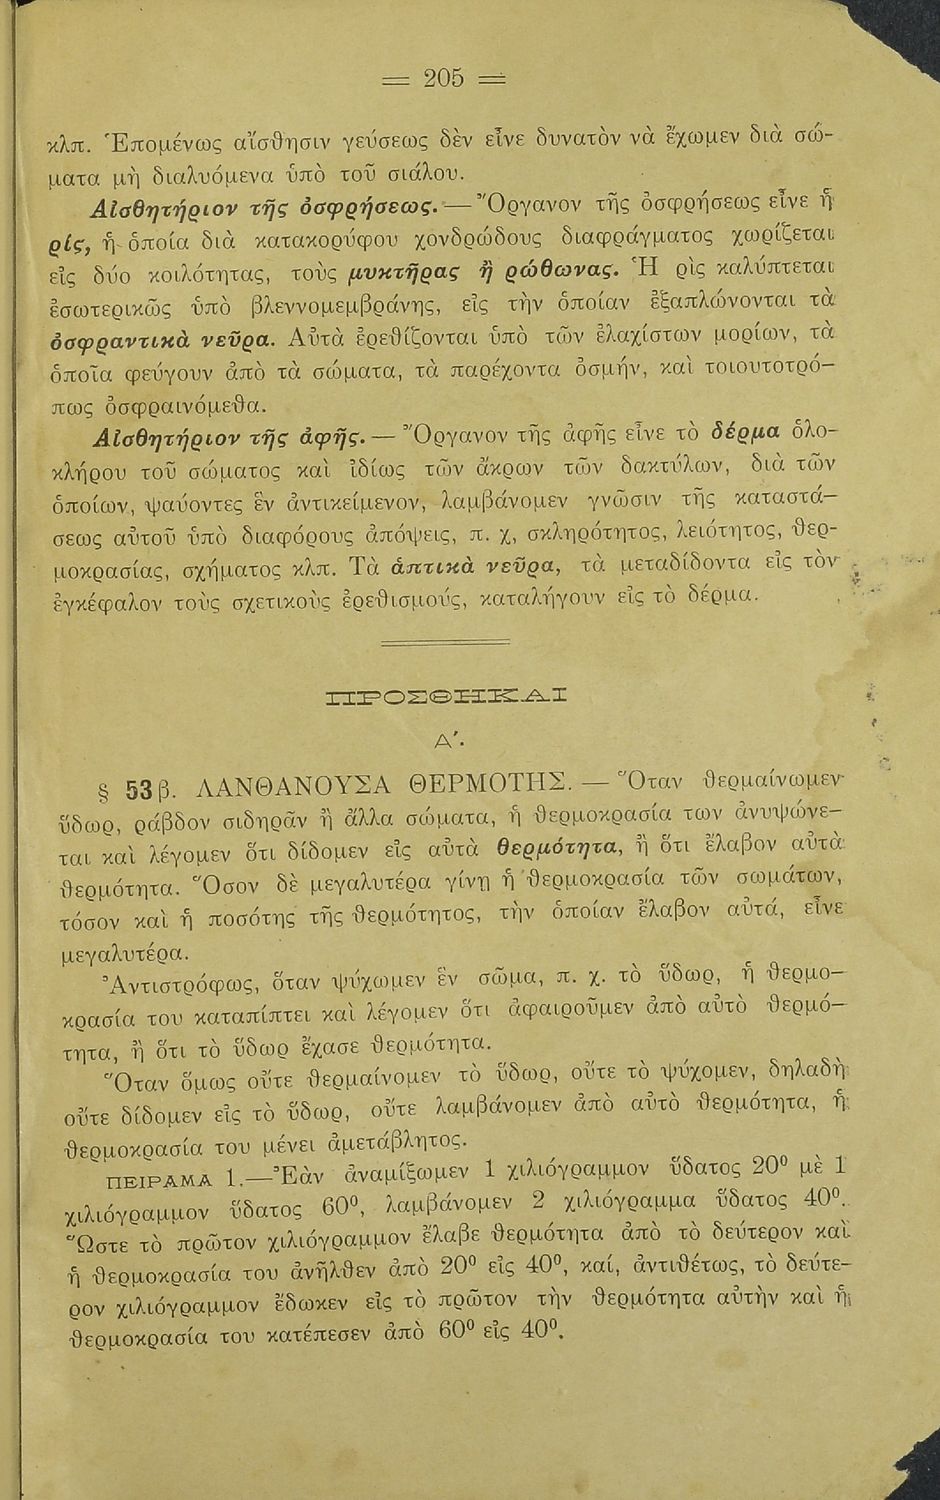 = 205 =
κλπ. Ἑπομένως αἴσθησιν γεύσεως δὲν εἶνε δυνατὸν νὰ ἔχωμεν διὰ σώ-
ματα μὴ διαλυόμενα ὑπὸ τοῦ σιάλου.
Αἰσθητήριον τῆς ὀσφρήσεως. — Ὄργανον τῆς ὀσφρήσεως εἶνε ἡ
ρίς, ἡ ὁποία διὰ κατακορύφου χονδρώδους διαφράγματος χωρίζεται
εἰς δύο κοιλότητας, τοὺς μυκτῆρας ἢ ρώθωνας. Ἡ ρὶς καλύπτεται
ἐσωτερικῶς ὑπὸ βλεννομεμβράνης, εἰς τὴν ὁποίαν ἐξαπλώνονται τὰ
ὀσφραντικὰ νεῦρα. Αὐτὰ ἐρεθίζονται ὑπὸ τῶν ἐλαχίστων μορίων, τὰ
ὁποῖα φεύγουν ἀπὸ τὰ σώματα, τὰ παρέχοντα ὀσμήν, καὶ τοιουτοτρό-
πως ὀσφραινόμεθα.
Αἰσθητήριον τῆς ἁφῆς. — Ὄργανον τῆς ἁφῆς εἶνε τὸ δέρμα ὁλο-
κλήρου τοῦ σώματος καὶ ἰδίως τῶν ἄκρων τῶν δακτύλων, διὰ τῶν
ὁποίων, ψαύοντες ἓν ἀντικείμενον, λαμβάνομεν γνῶσιν τῆς καταστά-
σεως αὐτοῦ ὑπὸ διαφόρους ἀπόψεις, π. χ, σκληρότητος, λειότητος, θερ-
μοκρασίας, σχήματος κλπ. Τὰ ἁπτικὰ νεῦρα, τὰ μεταδίδοντα εἰς τὸν
ἐγκέφαλον τοὺς σχετικοὺς ἐρεθισμούς, καταλήγουν εἰς τὸ δέρμα.
ΠΡΟΣΘΗΚΑΙ
Α΄.
§ 53β. ΛΑΝΘΑΝΟΥΣΑ ΘΕΡΜΟΤΗΣ. — Ὅταν θερμαίνωμεν
ὕδωρ, ράβδον σιδηρᾶν ἢ ἄλλα σώματα, ἡ θερμοκρασία των ἀνυψώνε-
ται καὶ λέγομεν ὅτι δίδομεν εἰς αὐτὰ θερμότητα, ἢ ὅτι ἔλαβον αὐτὰ
θερμότητα. Ὅσον δὲ μεγαλυτέρα γίνῃ ἡ θερμοκρασία τῶν σωμάτων,
τόσον καὶ ἡ ποσότης τῆς θερμότητος, τὴν ὁποίαν ἔλαβον αὐτά, εἶνε
μεγαλυτέρα.
Ἀντιστρόφως, ὅταν ψύχωμεν ἓν σῶμα, π. χ. τὸ ὕδωρ, ἡ θερμο-
κρασία του καταπίπτει καὶ λέγομεν ὅτι ἀφαιροῦμεν ἀπὸ αὐτὸ θερμό-
τητα, ἢ ὅτι τὸ ὕδωρ ἔχασε θερμότητα.
Ὅταν ὅμως οὔτε θερμαίνομεν τὸ ὕδωρ, οὔτε τὸ ψύχομεν, δηλαδὴ
οὔτε δίδομεν εἰς τὸ ὕδωρ, οὔτε λαμβάνομεν ἀπὸ αὐτὸ θερμότητα, ἡ
θερμοκρασία του μένει ἀμετάβλητος.
ΠΕΙΡΑΜΑ 1.—Ἐὰν ἀναμίξωμεν 1 χιλιόγραμμον ὕδατος 20⁰ μὲ 1
χιλιόγραμμον ὕδατος 60⁰, λαμβάνομεν 2 χιλιόγραμμα ὕδατος 40⁰.
Ὥστε τὸ πρῶτον χιλιόγραμμον ἔλαβε θερμότητα ἀπὸ τὸ δεύτερον καὶ
ἡ θερμοκρασία του ἀνῆλθεν ἀπὸ 20⁰ εἰς 40⁰, καί, ἀντιθέτως, τὸ δεύτε-
ρον χιλιόγραμμον ἔδωκεν εἰς τὸ πρῶτον τὴν θερμότητα αὐτὴν καὶ ἡ
θερμοκρασία του κατέπεσεν ἀπὸ 60⁰ εἰς 40⁰.